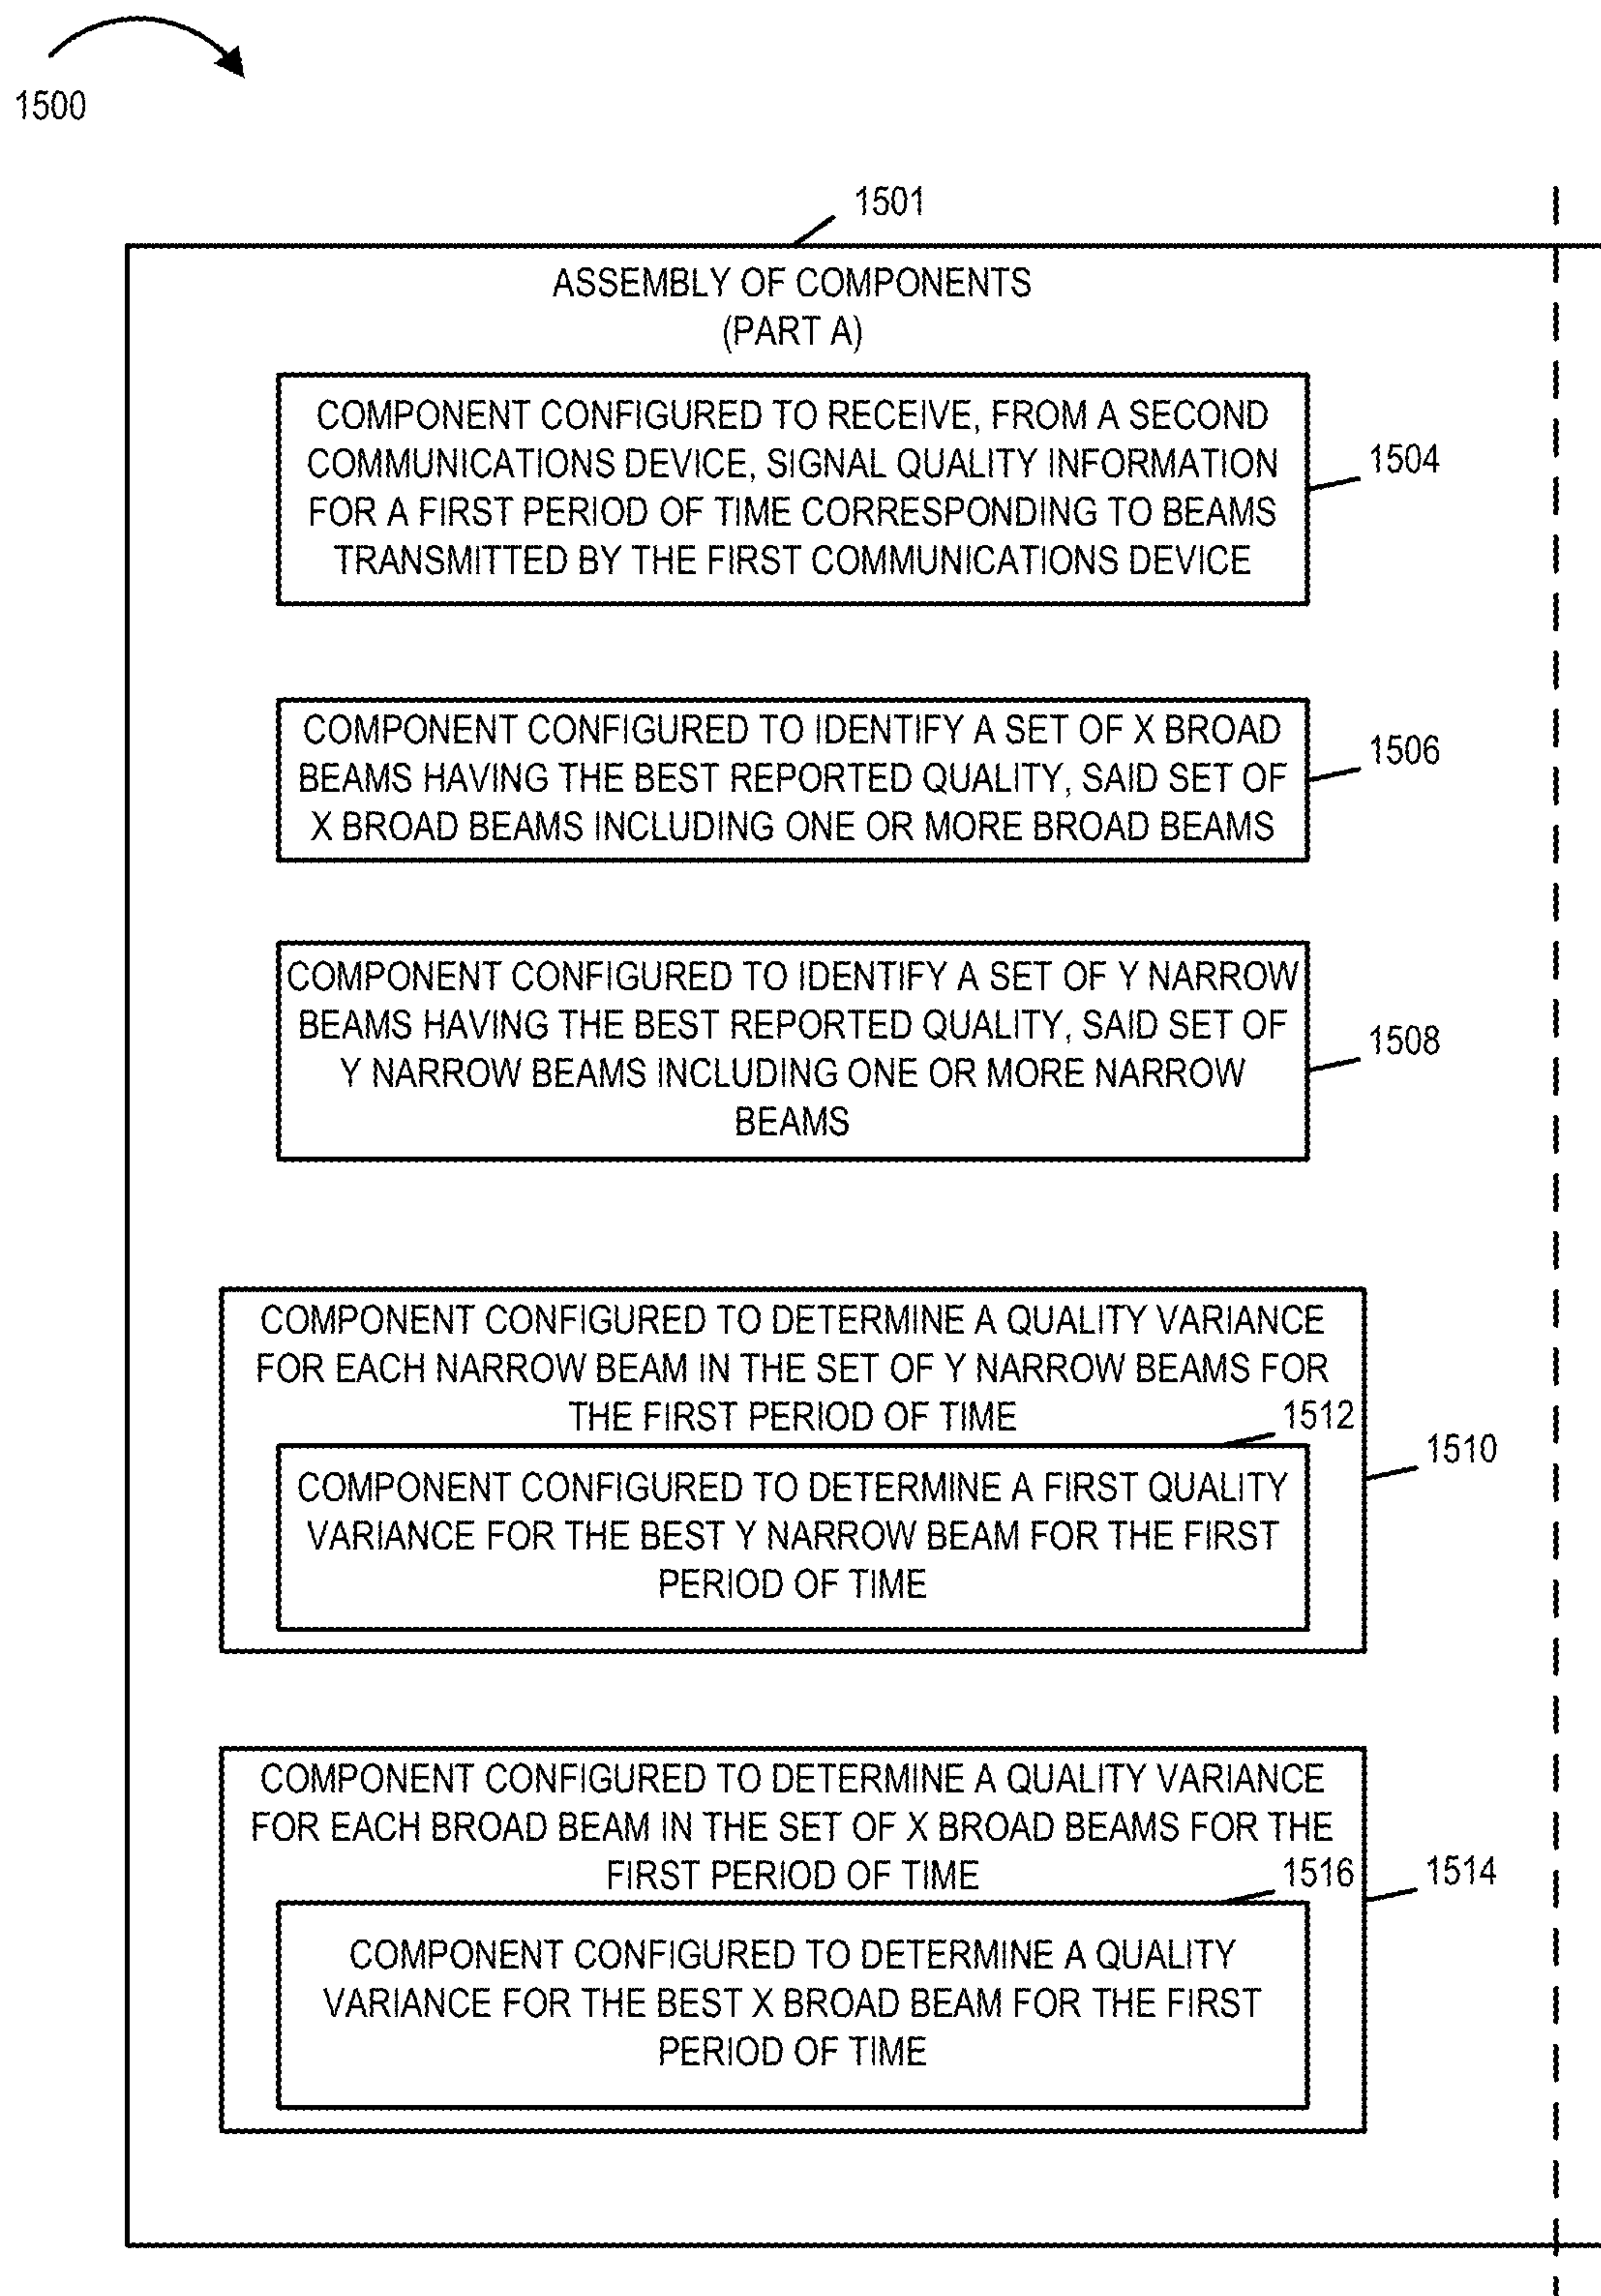 1500
1501
ASSEMBLY OF COMPONENTS
(PART A)
COMPONENT CONFIGURED TO RECEIVE, FROM A SECOND
COMMUNICATIONS DEVICE, SIGNAL QUALITY INFORMATION
FOR A FIRST PERIOD OF TIME CORRESPONDING TO BEAMS
TRANSMITTED BY THE FIRST COMMUNICATIONS DEVICE
1504
COMPONENT CONFIGURED TO IDENTIFY A SET OF X BROAD
BEAMS HAVING THE BEST REPORTED QUALITY, SAID SET OF
X BROAD BEAMS INCLUDING ONE OR MORE BROAD BEAMS
1506
COMPONENT CONFIGURED TO IDENTIFY A SET OF Y NARROW
BEAMS HAVING THE BEST REPORTED QUALITY, SAID SET OF
Y NARROW BEAMS INCLUDING ONE OR MORE NARROW
BEAMS
1508
COMPONENT CONFIGURED TO DETERMINE A QUALITY VARIANCE
FOR EACH NARROW BEAM IN THE SET OF Y NARROW BEAMS FOR
THE FIRST PERIOD OF TIME
1512
1510
COMPONENT CONFIGURED TO DETERMINE A FIRST QUALITY
VARIANCE FOR THE BEST Y NARROW BEAM FOR THE FIRST
PERIOD OF TIME
COMPONENT CONFIGURED TO DETERMINE A QUALITY VARIANCE
FOR EACH BROAD BEAM IN THE SET OF X BROAD BEAMS FOR THE
FIRST PERIOD OF TIME
1516
1514
COMPONENT CONFIGURED TO DETERMINE A QUALITY
VARIANCE FOR THE BEST X BROAD BEAM FOR THE FIRST
PERIOD OF TIME